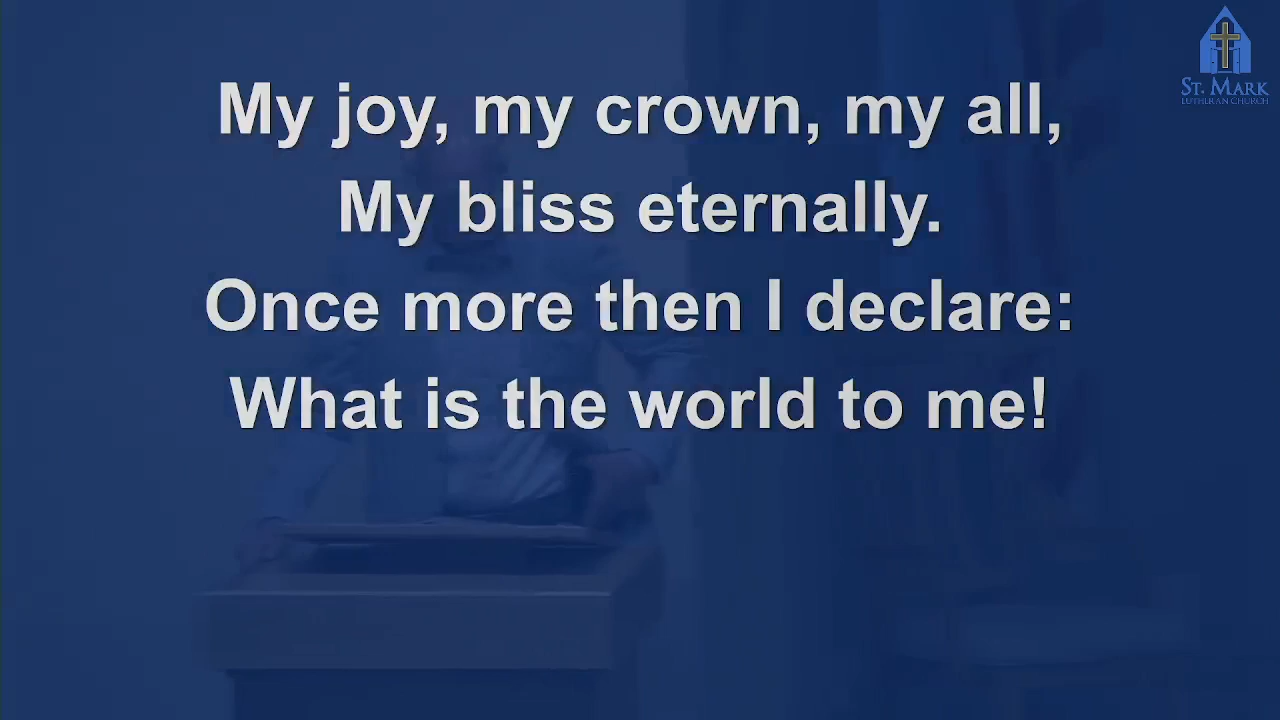 My joy, my crown, my all,
My bliss eternally.
Once more then I declare:
What is the world to me!
ST. MARK
LUTHERAN CHURCH